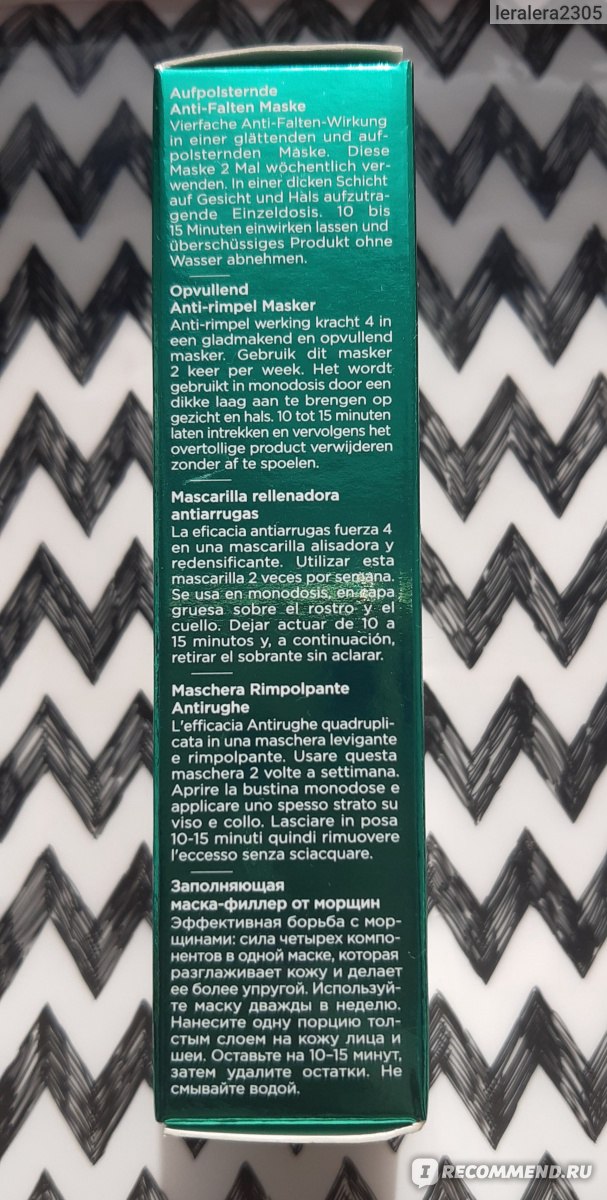 leralera2305
Aufpolsternde
Anti-Falten Maske
Vierfache Anti-Falten-Wirkung
in einer glättenden und auf-
polsternden Maske. Diese
Maske 2 Mal wöchentlich ver-
wenden. In einer dicken Schicht
auf Gesicht und Hals aufzutra-
gende Einzeldosis. 10 bis
15 Minuten einwirken lassen und
überschüssiges Produkt ohne
Wasser abnehmen.
Opvullend
Anti-rimpel Masker
Anti-rimpel werking kracht 4 in
een gladmakend en opvullend
masker. Gebruik dit masker
2 keer per week. Het wordt
gebruikt in monodosis door een
dikke laag aan te brengen op
gezicht en hals. 10 tot 15 minuten
laten intrekken en vervolgens het
overtollige product verwijderen
zonder af te spoelen.
Mascarilla rellenadora
antiarrugas
La eficacia antiarrugas fuerza 4
en una mascarilla alisadora y
redensificante. Utilizar esta
mascarilla 2 veces por semana.
Se usa en monodosis, en capa
gruesa sobre el rostro y el
cuello. Dejar actuar de 10 a
15 minutos y, a continuación,
retirar el sobrante sin aclarar.
Maschera Rimpolpante
Antirughe
L'efficacia Antirughe quadrupli-
cata in una maschera levigante
e rimpolpante. Usare questa
maschera 2 volte a settimana.
Aprire la bustina monodose e
applicare uno spesso strato su
viso e collo. Lasciare in posa
10-15 minuti quindi rimuovere
l'eccesso senza sciacquare.
Заполняющая
маска-филлер от морщин
Эффективная борьба с мор-
щинами: сила четырех компо-
нентов в одной маске, которая
разглаживает кожу и делает
ее более упругой. Используй-
те маску дважды в неделю.
Нанесите одну порцию тол-
стым слоем на кожу лица и
шеи. Оставьте на 10–15 минут,
затем удалите остатки. Не
смывайте водой.
I RECOMMEND.RU